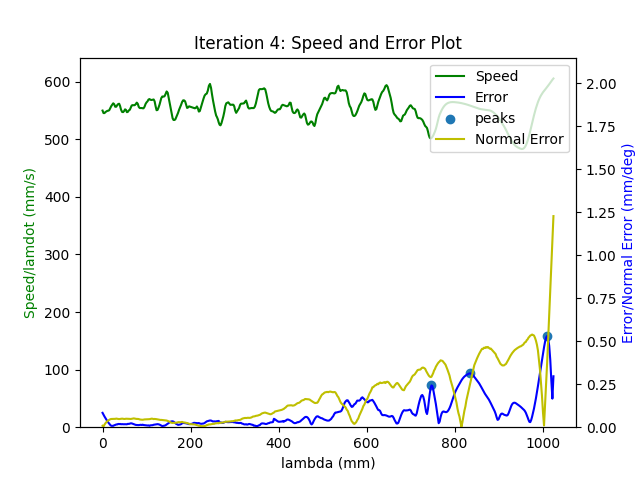 Iteration 4: Speed and Error Plot
Speed
Error
peaks
Normal Error
Speed/lamdot (mm/s)
600
500
400
300
200
100
0
2.00
1.75
1.50
1.25
1.00
0.75
0.50
0.25
0.00
Error/Normal Error (mm/deg)
0 200 400 600 800 1000
lambda (mm)